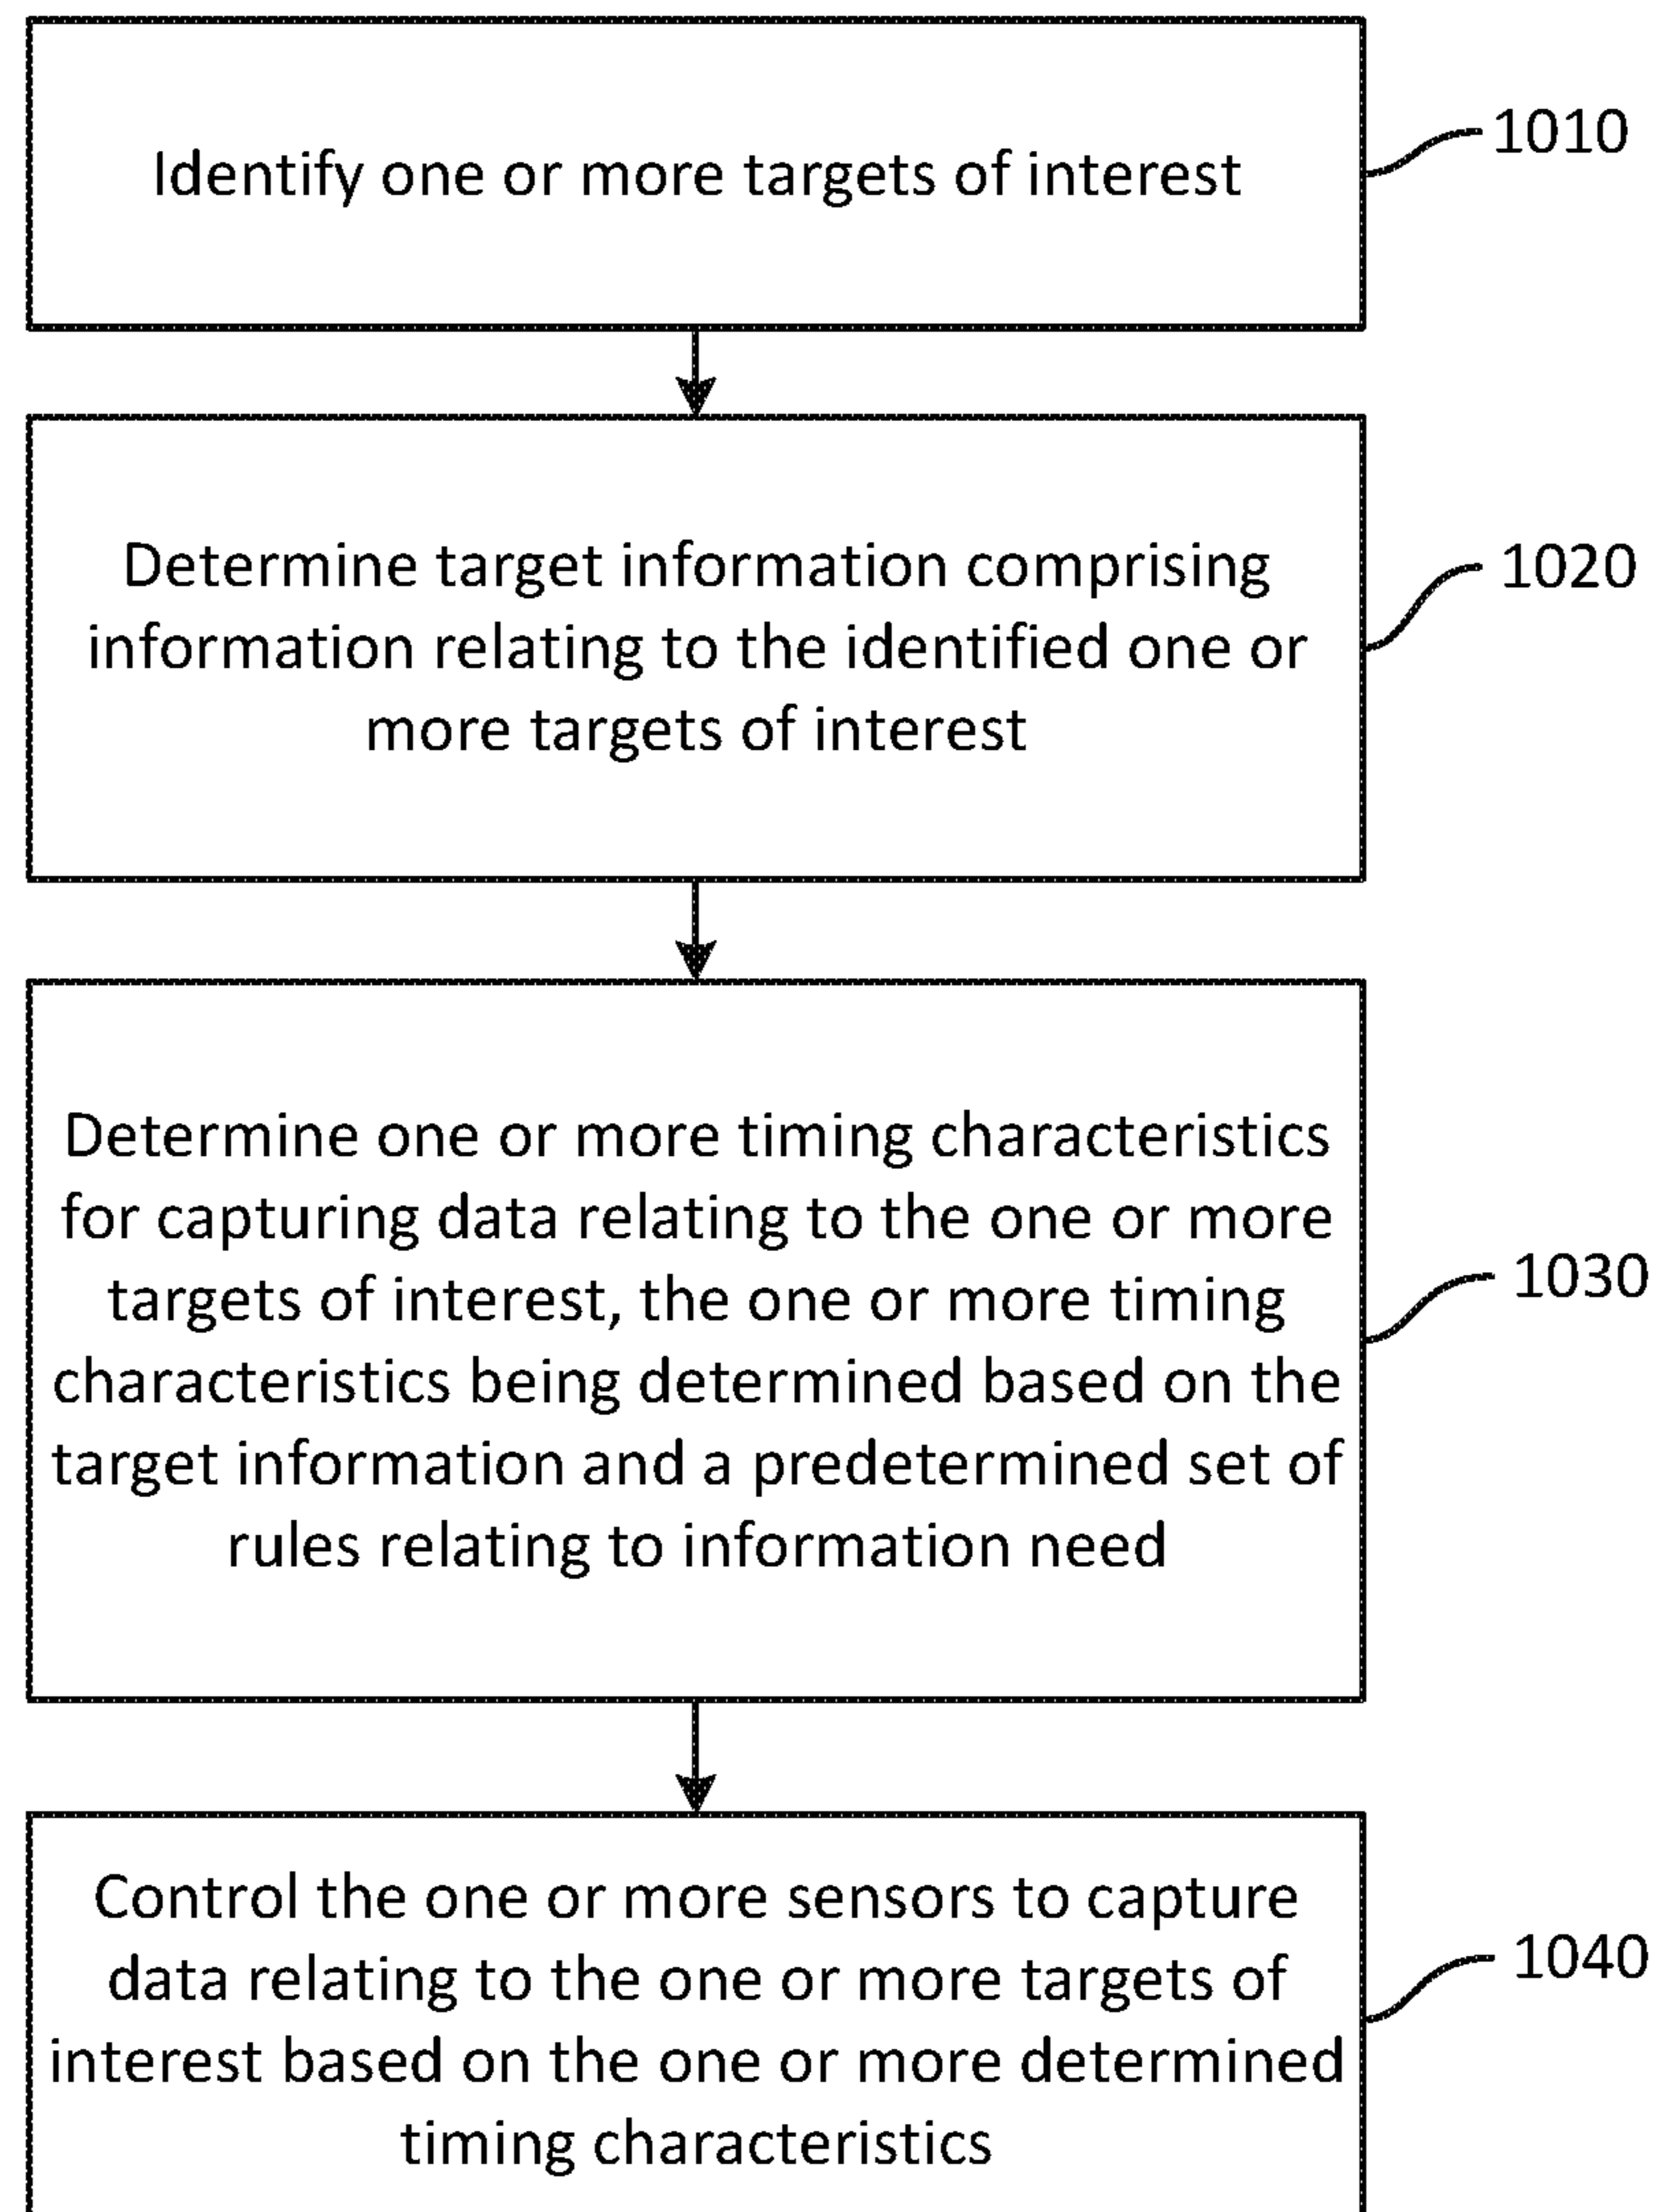 Identify one or more targets of interest
1010
Determine target information comprising
information relating to the identified one or
more targets of interest
1020
Determine one or more timing characteristics
for capturing data relating to the one or more
targets of interest, the one or more timing
characteristics being determined based on the
target information and a predetermined set of
rules relating to information need
1030
Control the one or more sensors to capture
data relating to the one or more targets of
interest based on the one or more determined
timing characteristics
1040